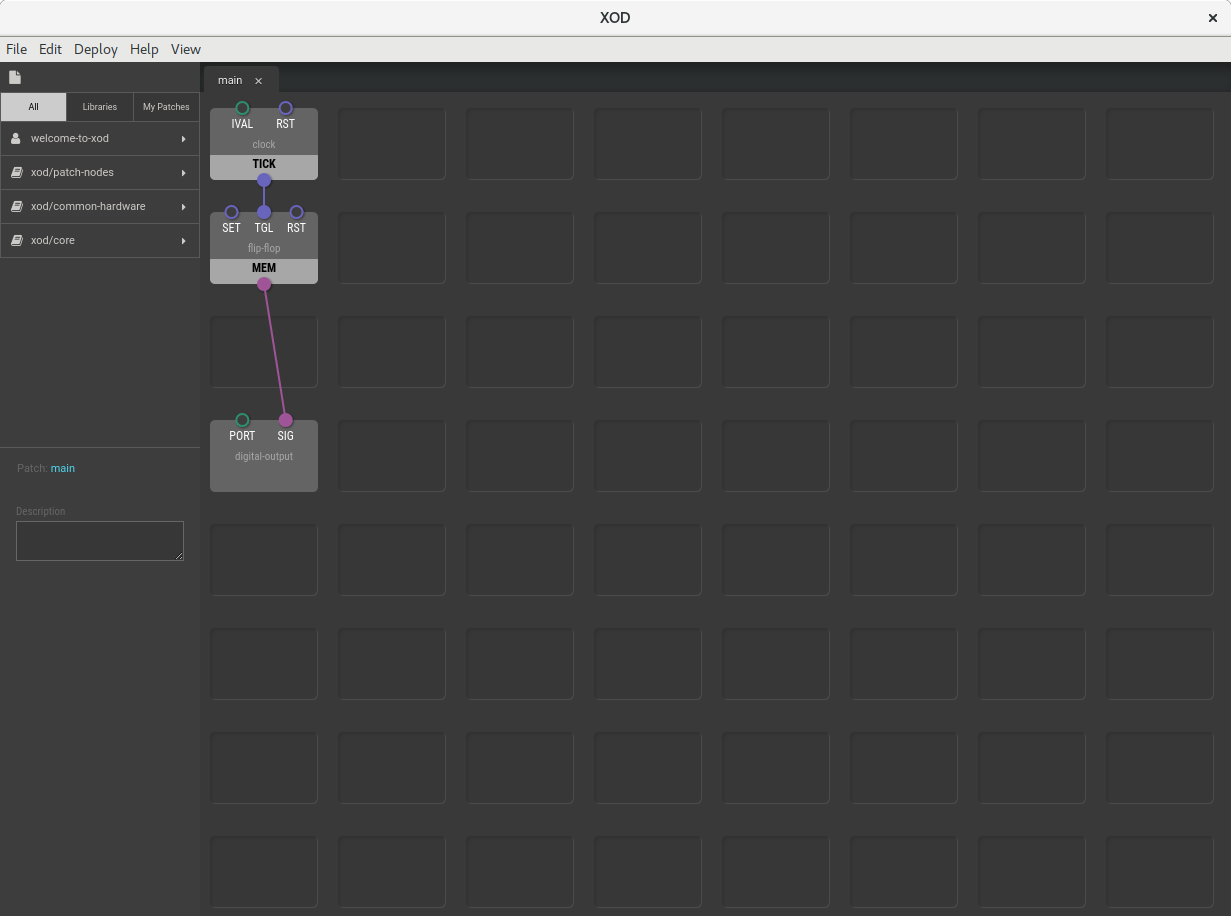 XOD
File Edit Deploy Help View
main
All Libraries My Patches
welcome-to-xod
xod/patch-nodes
xod/common-hardware
xod/core
Patch: main
Description
IVAL RST
clock
TICK
SET TGL RST
flip-flop
MEM
PORT SIG
digital-output